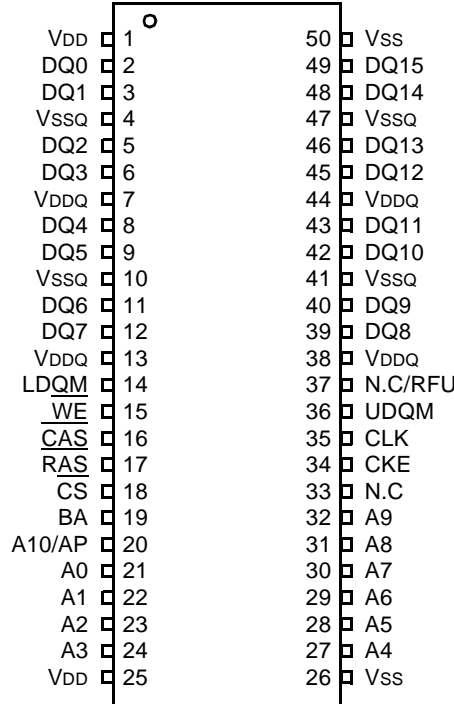 VDD 1 50 VSS
DQ0 2 49 DQ15
DQ1 3 48 DQ14
VSSQ 4 47 VSSQ
DQ2 5 46 DQ13
DQ3 6 45 DQ12
VDDQ 7 44 VDDQ
DQ4 8 43 DQ11
DQ5 9 42 DQ10
VSSQ 10 41 VSSQ
DQ6 11 40 DQ9
DQ7 12 39 DQ8
VDDQ 13 38 VDDQ
LDQM 14 37 N.C/RFU
WE 15 36 UDQM
CAS 16 35 CLK
RAS 17 34 CKE
CS 18 33 N.C
BA 19 32 A9
A10/AP 20 31 A8
A0 21 30 A7
A1 22 29 A6
A2 23 28 A5
A3 24 27 A4
VDD 25 26 VSS